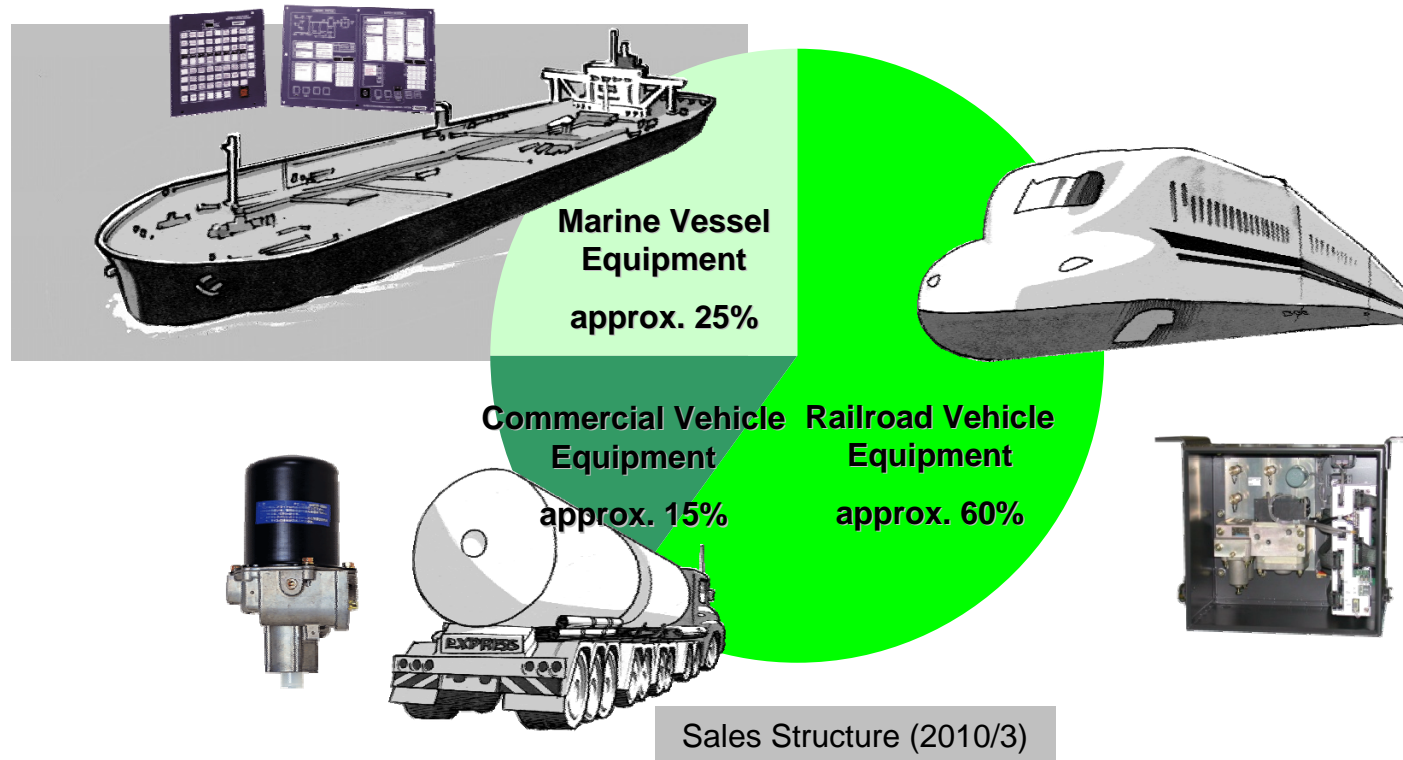 Marine Vessel
Equipment
approx. 25%
Commercial Vehicle
Equipment
approx. 15%
Railroad Vehicle
Equipment
approx. 60%
EXPRESS
Sales Structure (2010/3)